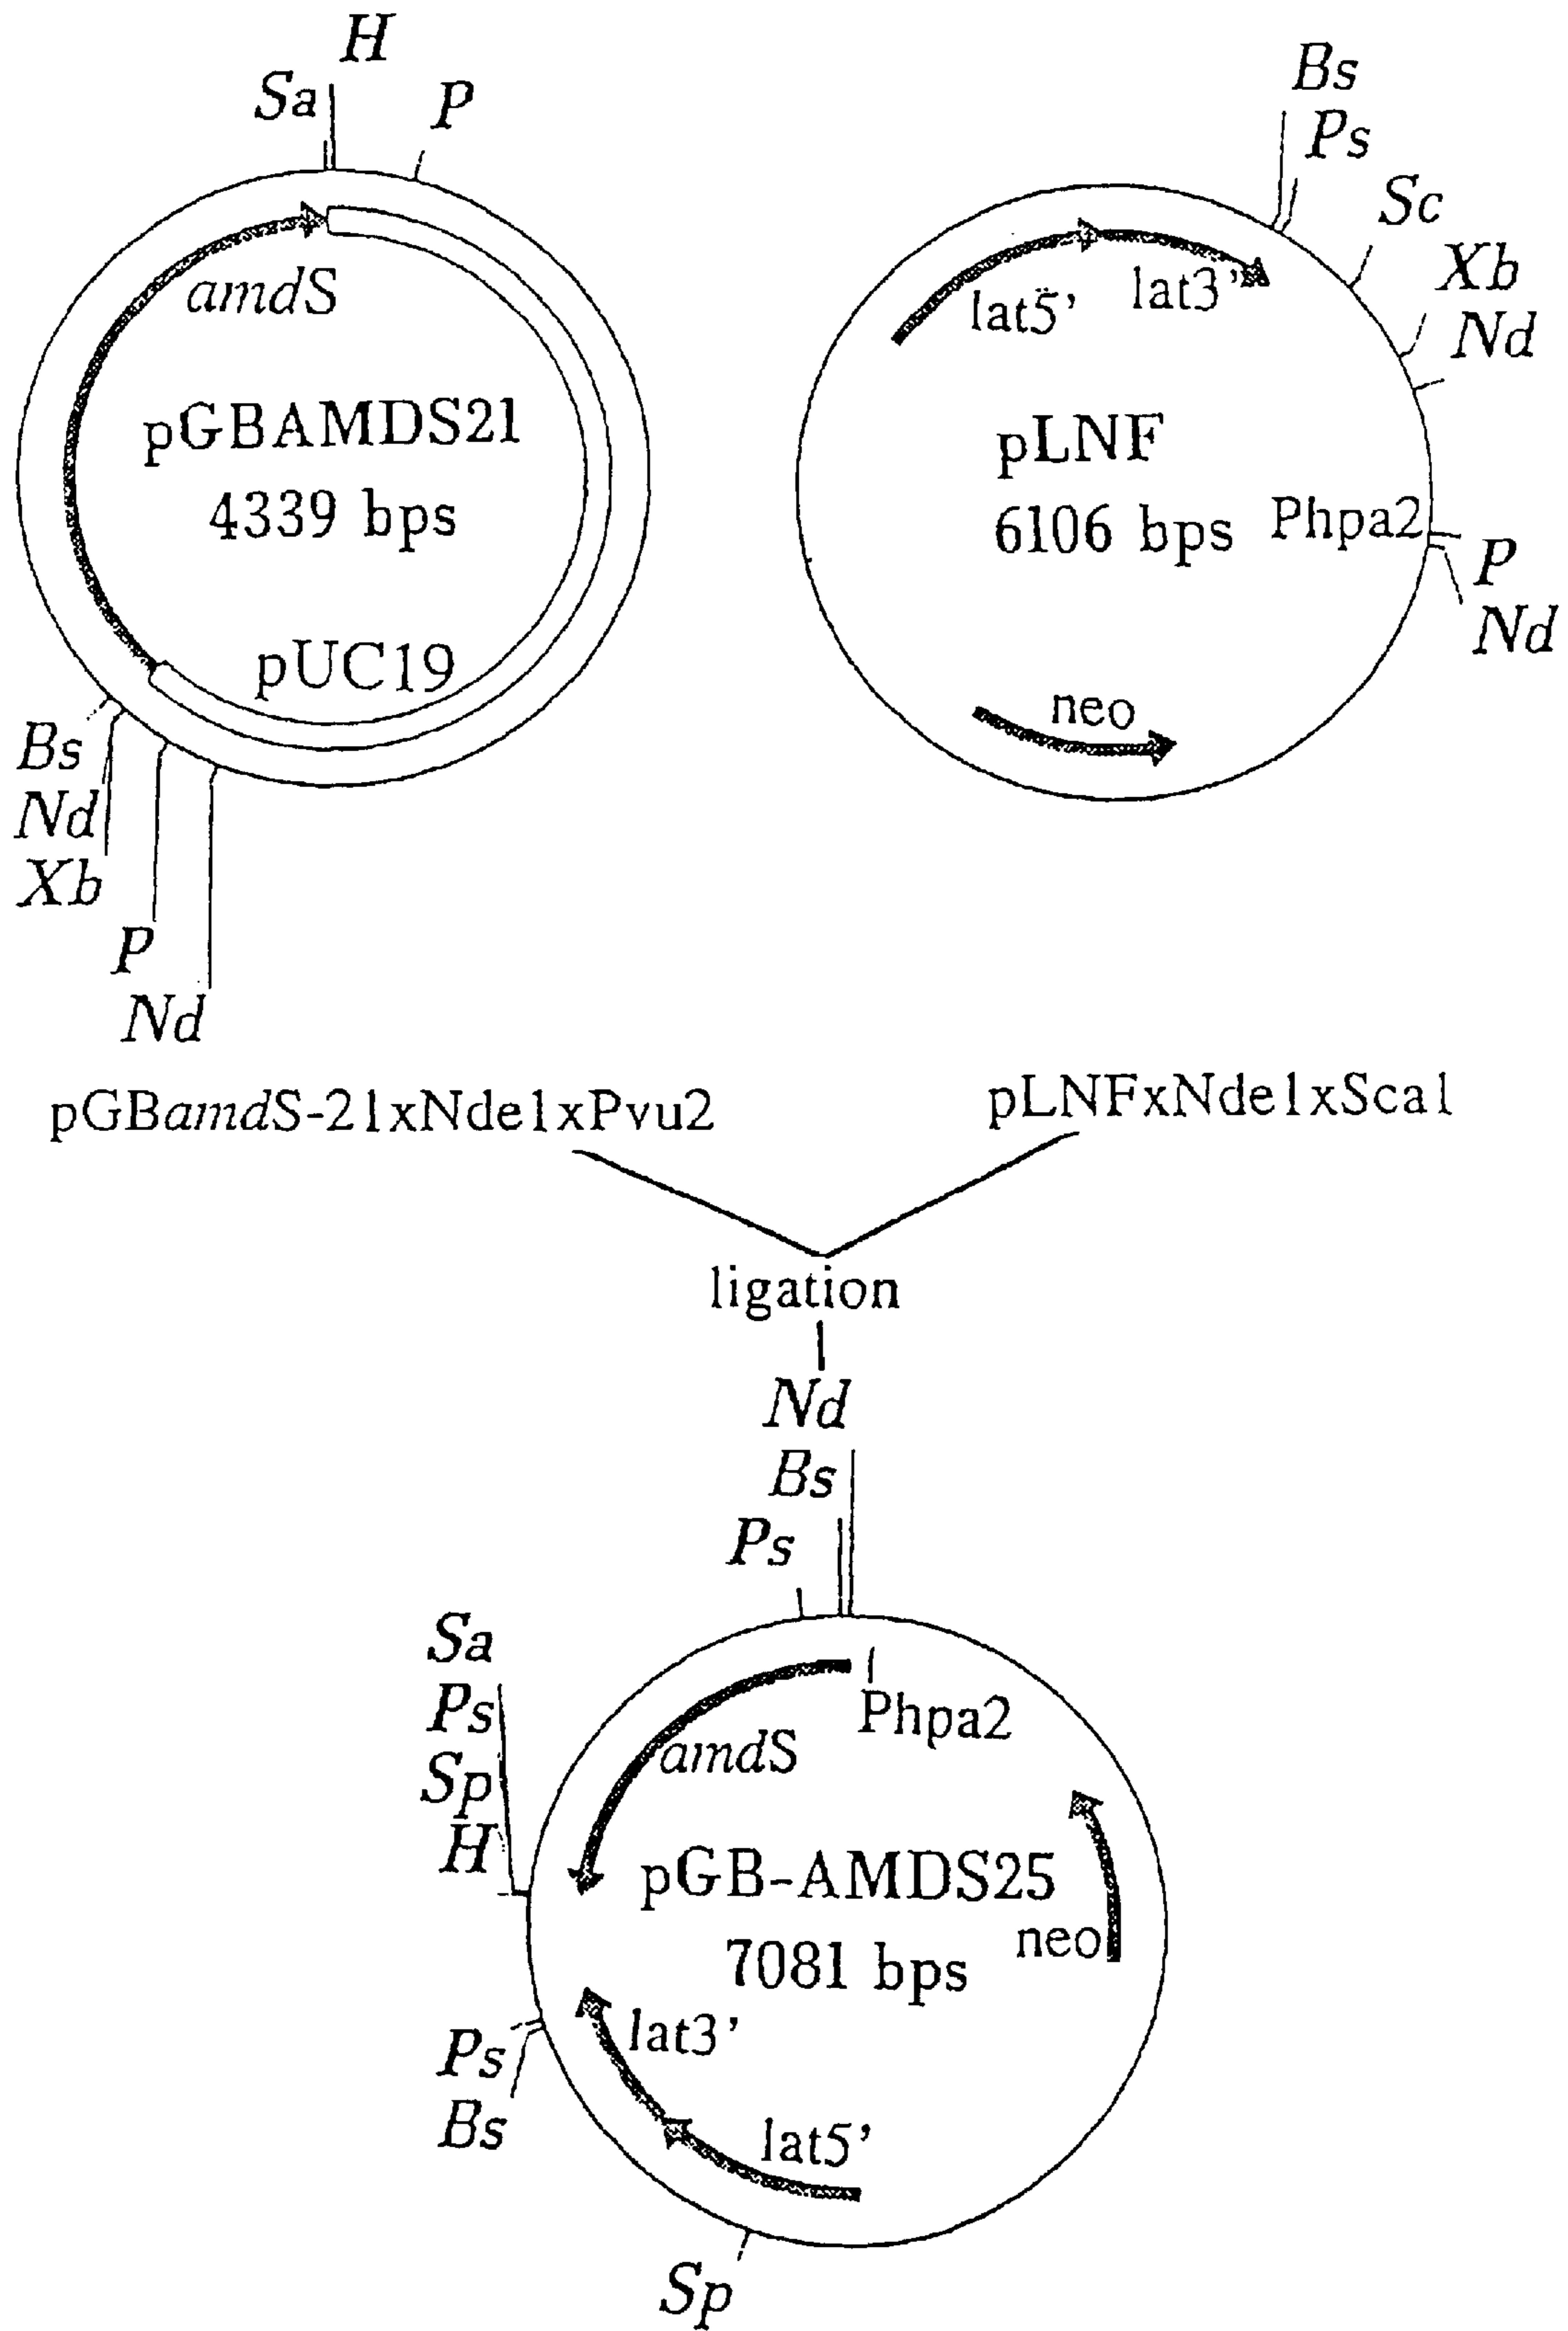 H
Sa
P
amdS
pGBAMDS21
4339 bps
pUC19
Bs
Nd
Xb
P
Nd
Bs
Ps
Sc
Xb
Nd
lat5'
lat3'
pLNF
6106 bps
Phpa2
P
Nd
neo
pGBamdS-21xNde1xPvu2
pLNFxNde1xSca1
ligation
Nd
Bs
Ps
Sa
Ps
Sp
H
Phpa2
amdS
pGB-AMDS25
7081 bps
neo
lat3'
Ps
Bs
lat5'
Sp